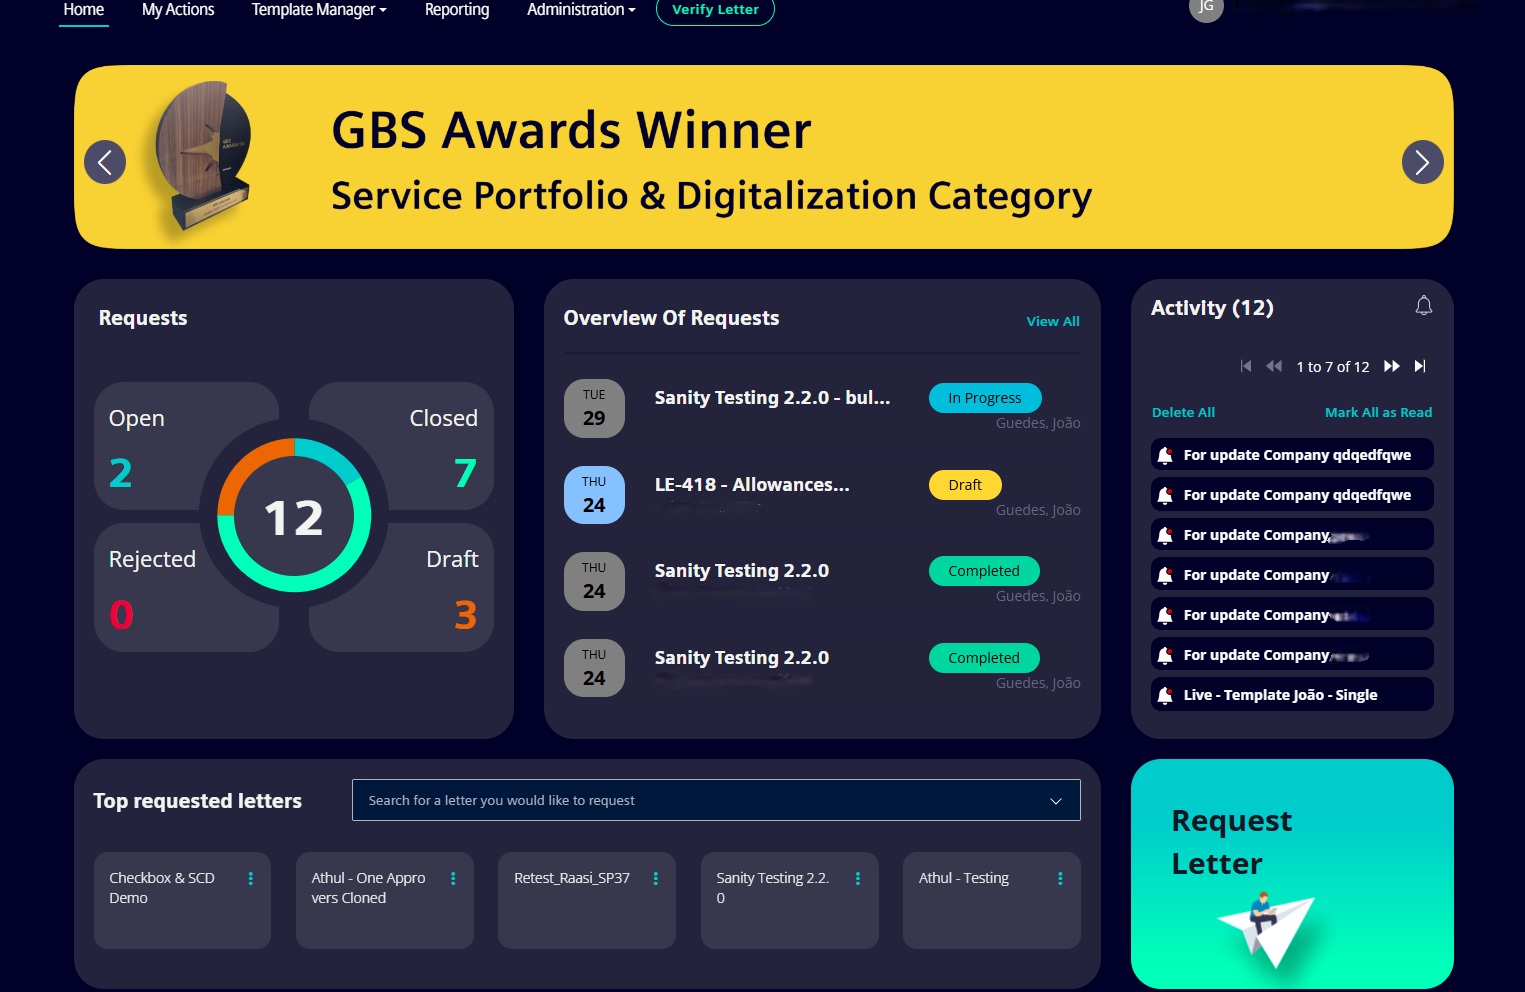 Home
My Actions
Template Manager
Reporting
Administration
Verify Letter
JG
GBS Awards Winner
Service Portfolio & Digitalization Category
Requests
Open
2
Closed
7
12
Rejected
0
Draft
3
Overview Of Requests
View All
TUE
29
Sanity Testing 2.2.0 - bul...
In Progress
Guedes, João
THU
24
LE-418 - Allowances...
Draft
Guedes, João
THU
24
Sanity Testing 2.2.0
Completed
Guedes, João
THU
24
Sanity Testing 2.2.0
Completed
Guedes, João
Activity (12)
1 to 7 of 12
Delete All
Mark All as Read
For update Company qdqedfqwe
For update Company qdqedfqwe
For update Company
For update Company
For update Company
For update Company
Live - Template João - Single
Top requested letters
Search for a letter you would like to request
Checkbox & SCD
Demo
Athul - One Appro
vers Cloned
Retest_Raasi_SP37
Sanity Testing 2.2.
0
Athul - Testing
Request
Letter